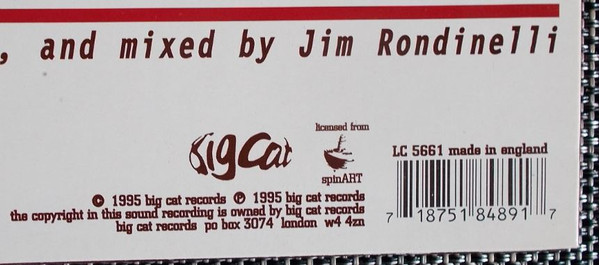 , and mixed by Jim Rondinelli
licensed from
Big Cat
spinART
LC 5661 made in england
© 1995 big cat records ℗ 1995 big cat records
the copyright in this sound recording is owned by big cat records
big cat records po box 3074 london w4 4zn
7 18751 84891 7